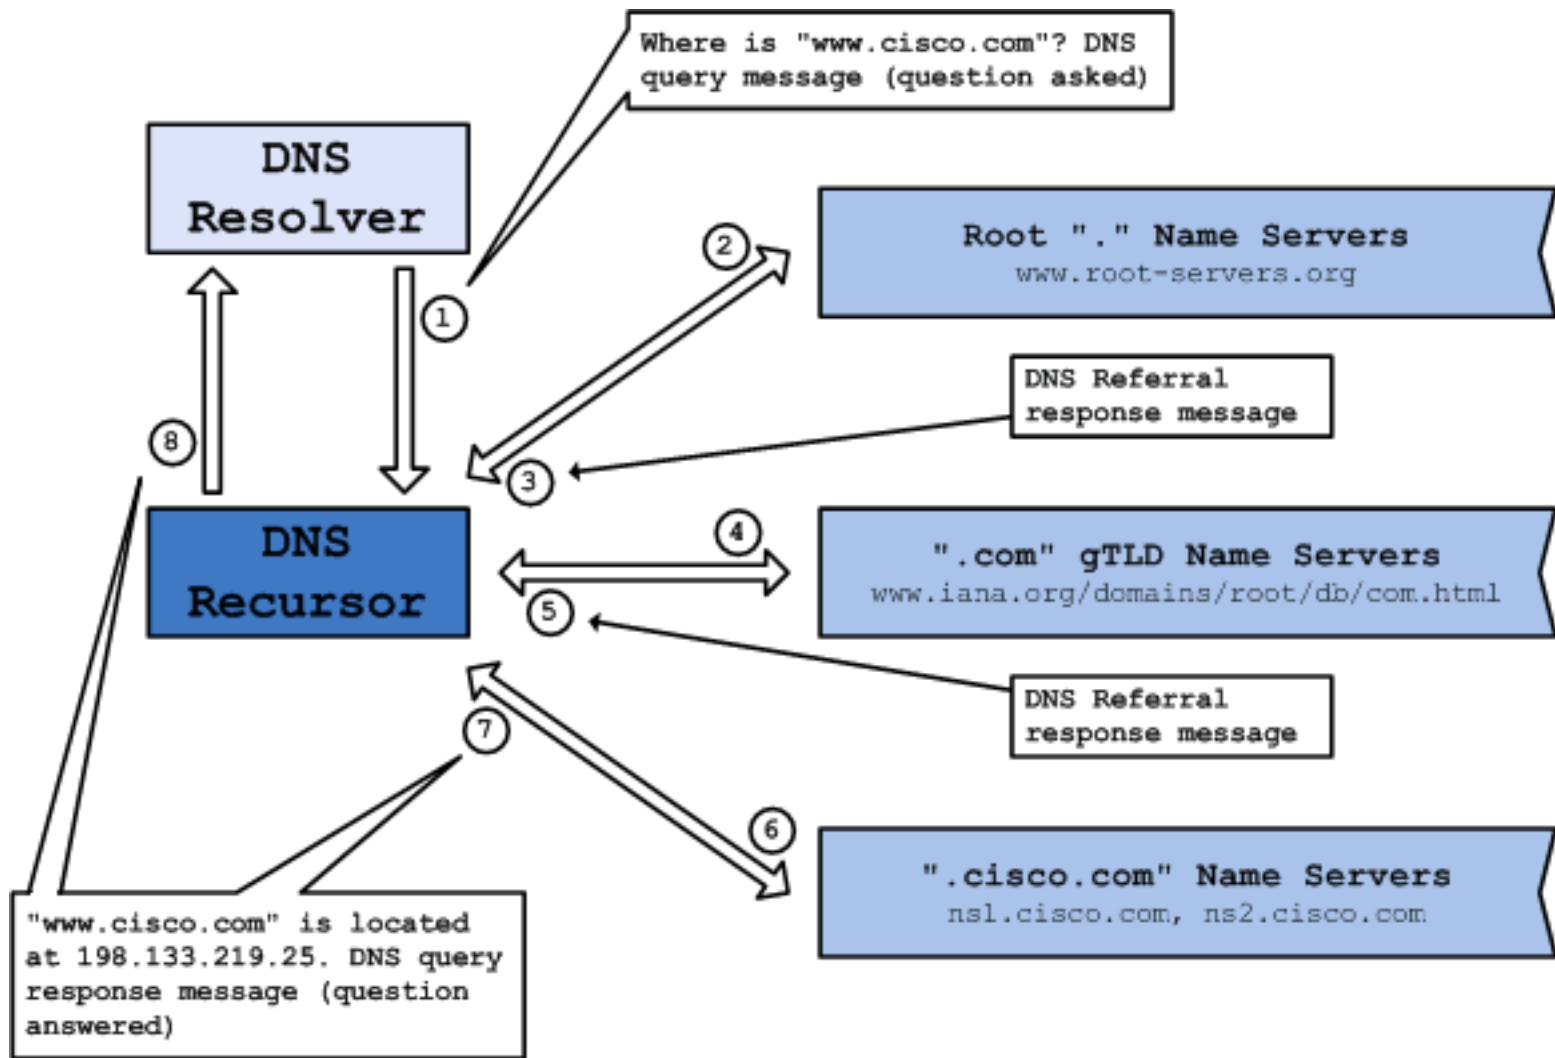 Where is "www.cisco.com"? DNS
query message (question asked)
DNS
Resolver
1
2
Root "." Name Servers
www.root-servers.org
DNS Referral
response message
8
3
DNS
Recursor
4
".com" gTLD Name Servers
www.iana.org/domains/root/db/com.html
5
DNS Referral
response message
7
6
".cisco.com" Name Servers
ns1.cisco.com, ns2.cisco.com
"www.cisco.com" is located
at 198.133.219.25. DNS query
response message (question
answered)